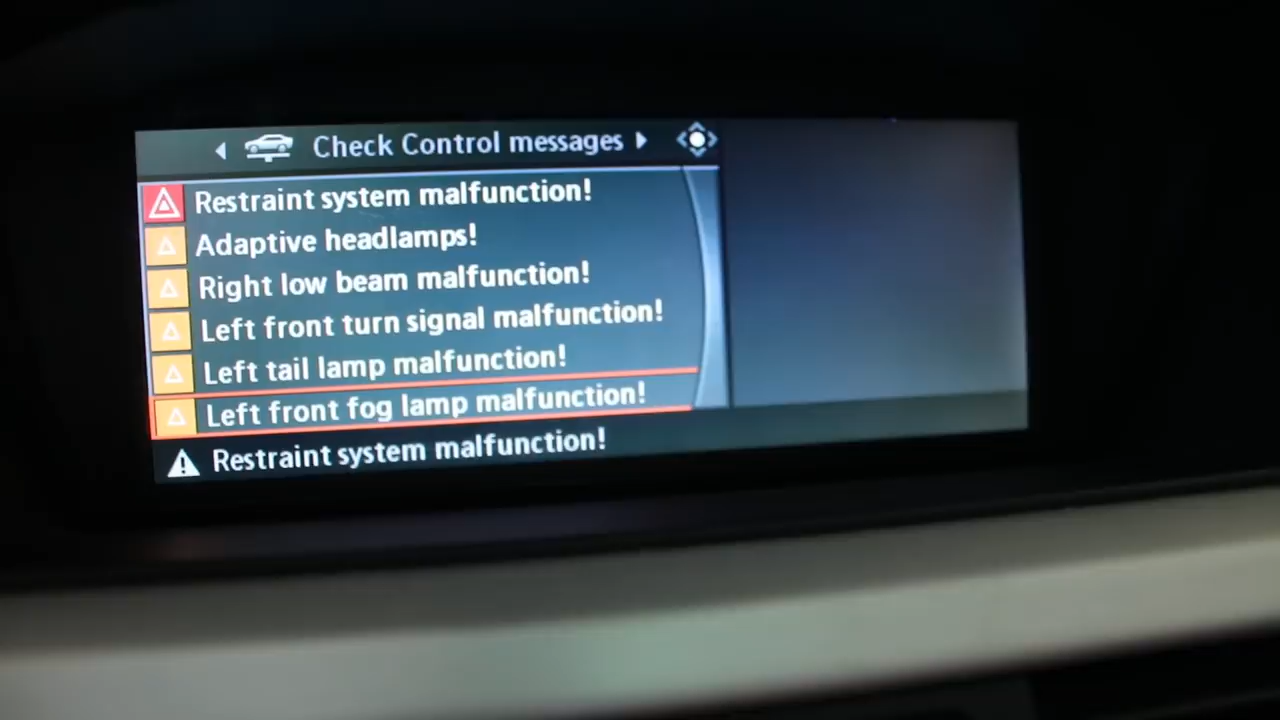 Check Control messages
Restraint system malfunction!
Adaptive headlamps!
Right low beam malfunction!
Left front turn signal malfunction!
Left tail lamp malfunction!
Left front fog lamp malfunction!
Restraint system malfunction!